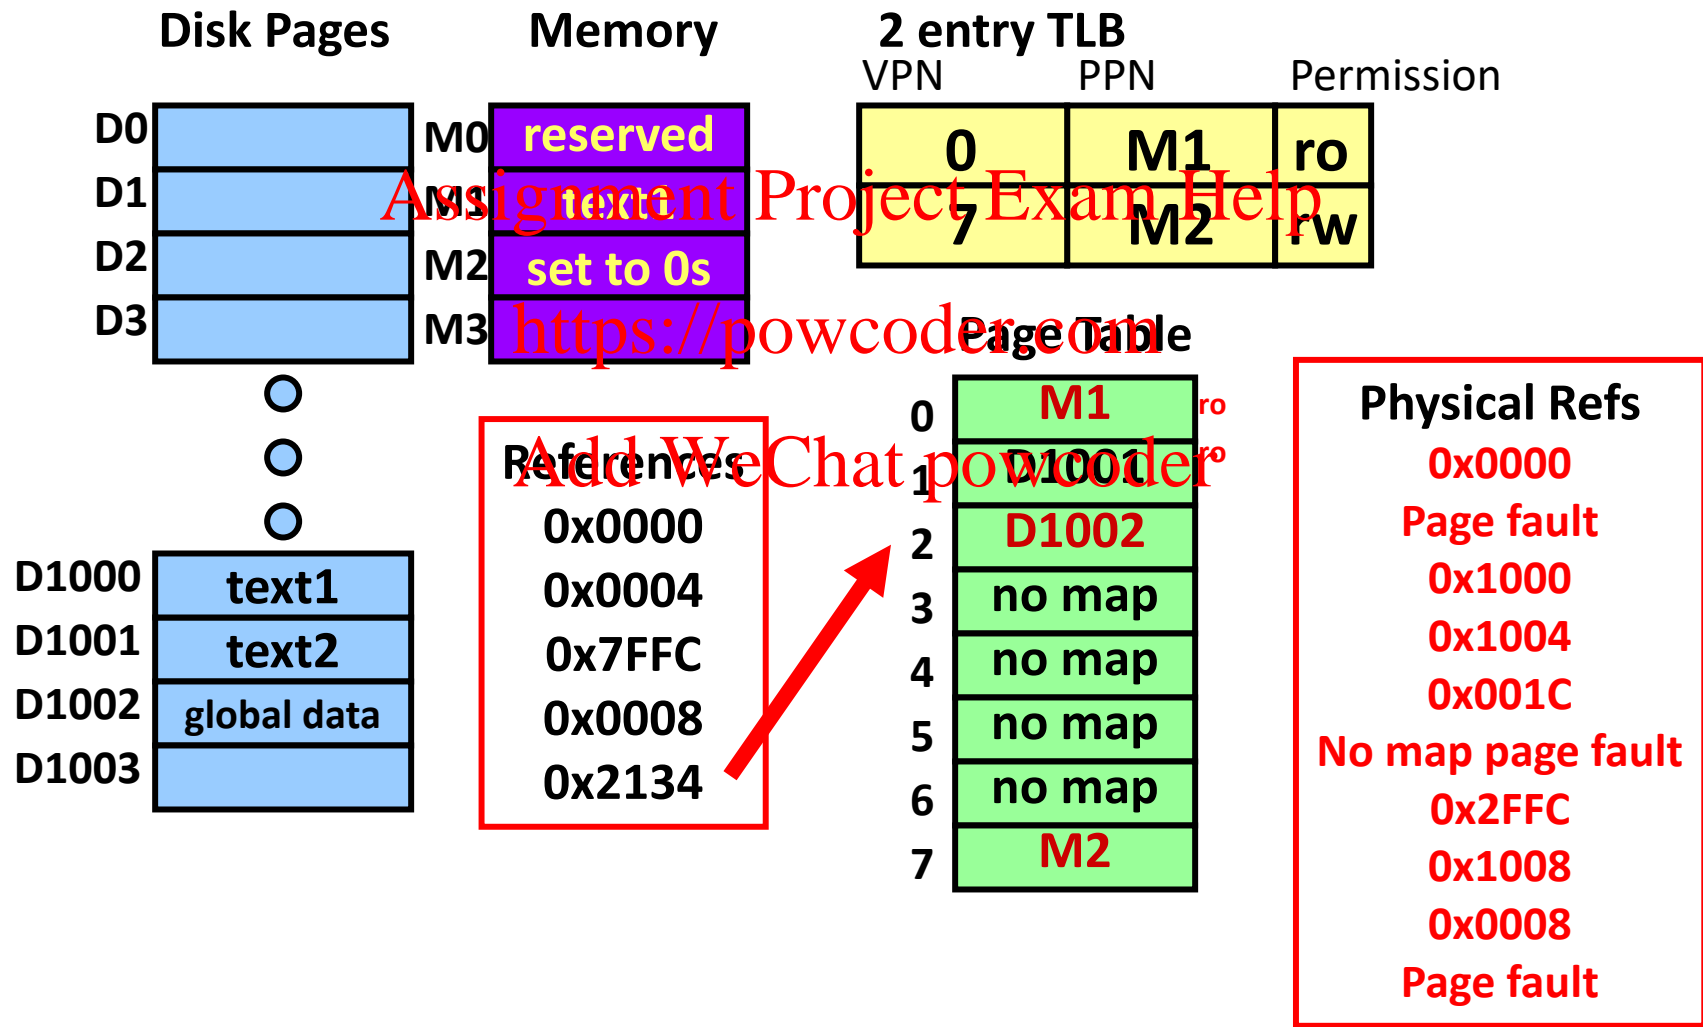 Disk Pages Memory 2 entry TLB
VPN PPN Permission
D0 M0 reserved 0 M1 ro
D1 M1 text1 7 M2 rw
Assignment Project Exam Help
D2 M2 set to 0s
D3 M3
https://powcoder.com
Page Table
0 M1 ro
1 D1001 ro
2 D1002
3 no map
4 no map
5 no map
6 no map
7 M2
Add WeChat powcoder
References
0x0000
0x0004
0x7FFC
0x0008
0x2134
D1000 text1
D1001 text2
D1002 global data
D1003
Physical Refs
0x0000
Page fault
0x1000
0x1004
0x001C
No map page fault
0x2FFC
0x1008
0x0008
Page fault